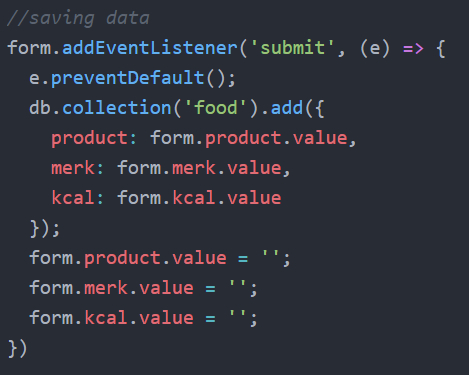 //saving data
form.addEventListener('submit', (e) => {
  e.preventDefault();
  db.collection('food').add({
    product: form.product.value,
    merk: form.merk.value,
    kcal: form.kcal.value
  });
  form.product.value = '';
  form.merk.value = '';
  form.kcal.value = '';
})